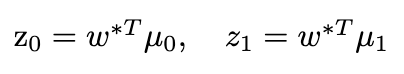 z₀ = w*ᵀμ₀,   z₁ = w*ᵀμ₁